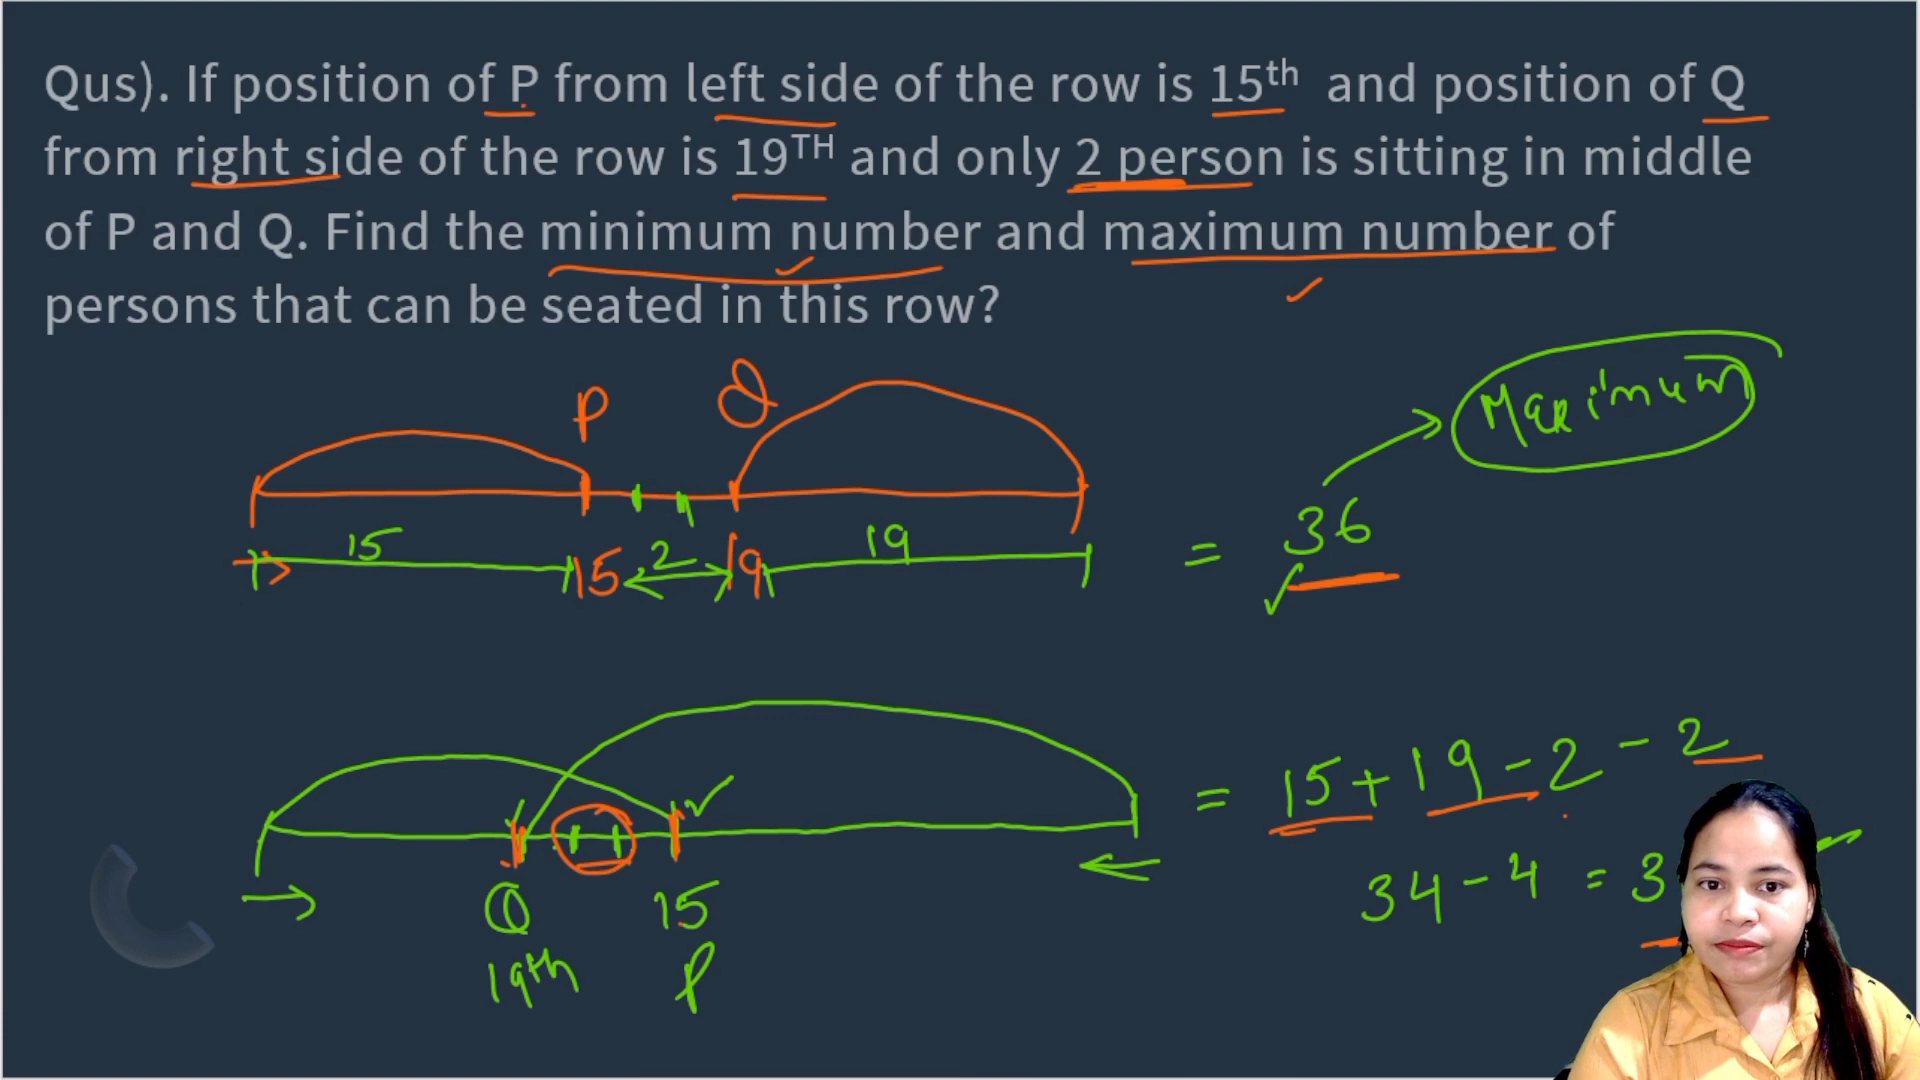 Qus). If position of P from left side of the row is 15th and position of Q
from right side of the row is 19TH and only 2 person is sitting in middle
of P and Q. Find the minimum number and maximum number of
persons that can be seated in this row?
P Q
Maximum
15 15 2 19 19 = 36
= 15 + 19 - 2 - 2
34 - 4 = 3
Q 15
19th P